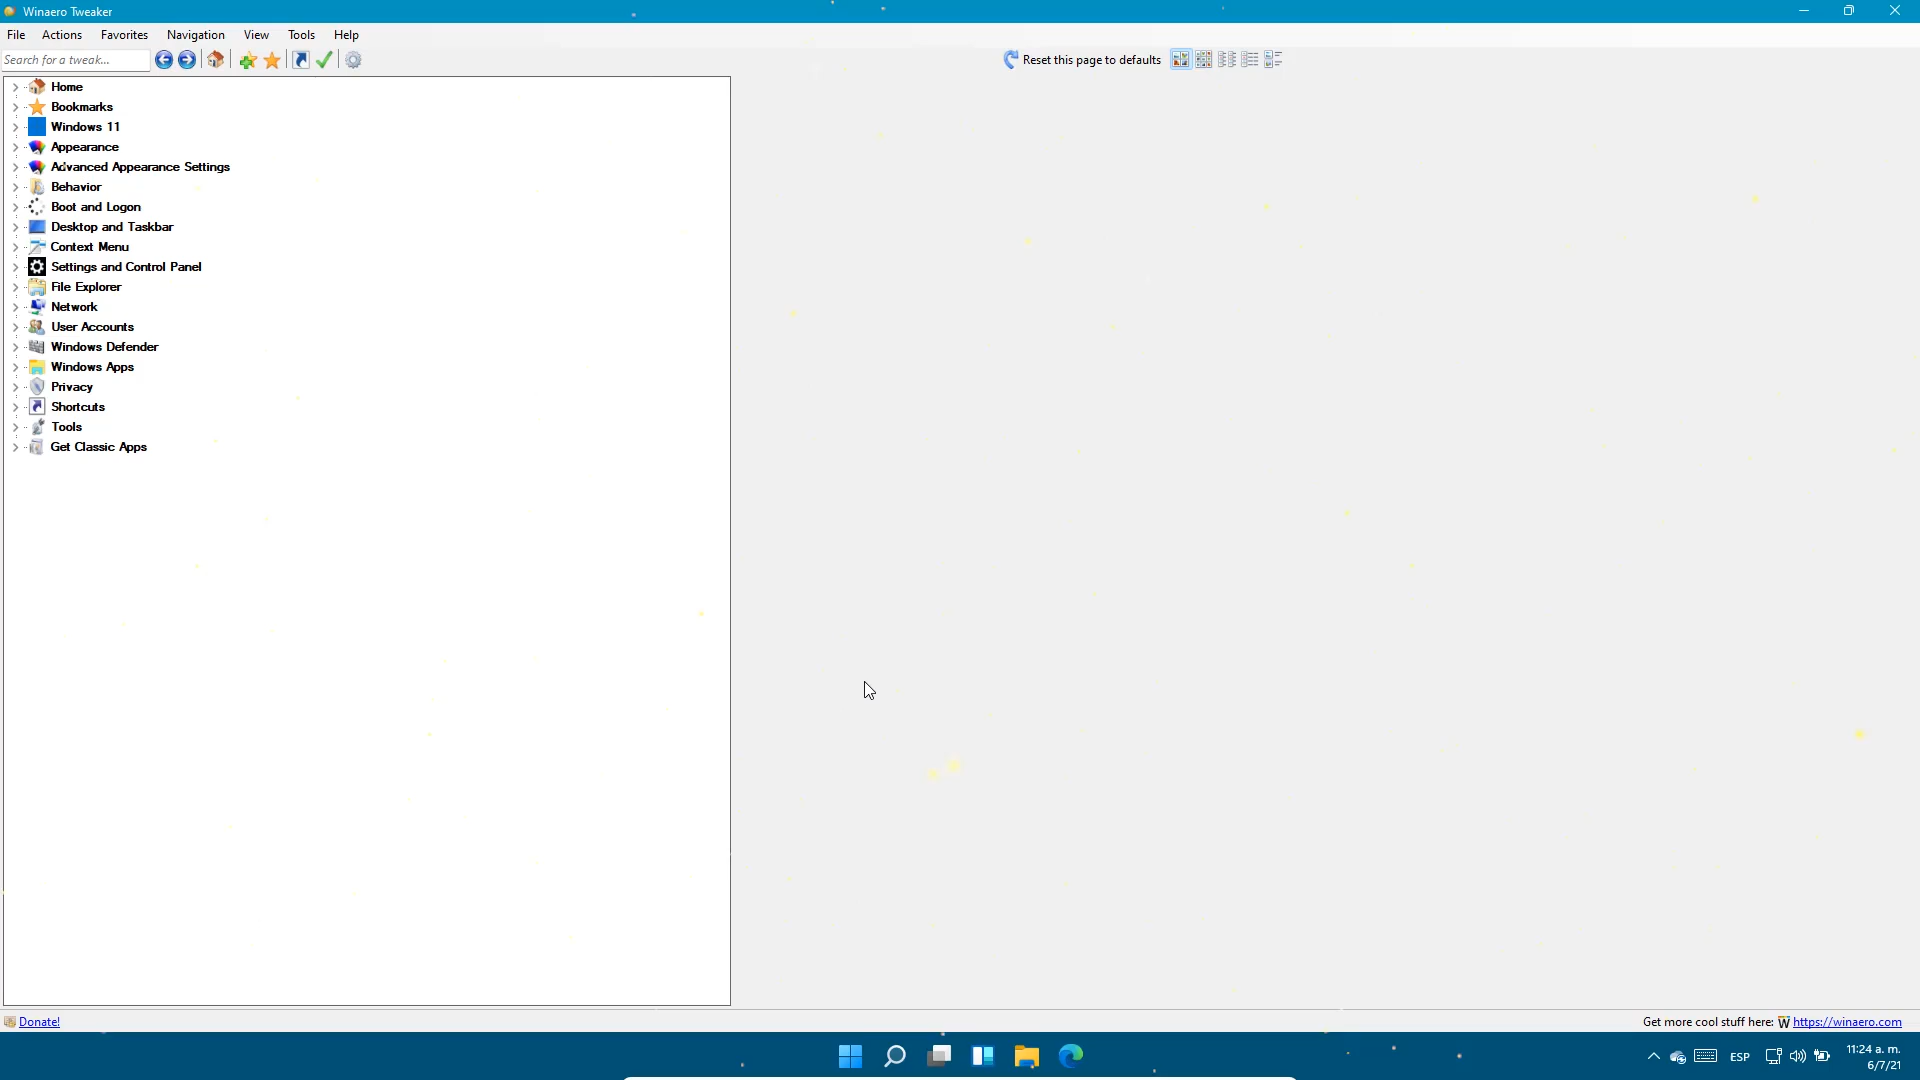 Winaero Tweaker
File Actions Favorites Navigation View Tools Help
Search for a tweak...
Reset this page to defaults
Home
Bookmarks
Windows 11
Appearance
Advanced Appearance Settings
Behavior
Boot and Logon
Desktop and Taskbar
Context Menu
Settings and Control Panel
File Explorer
Network
User Accounts
Windows Defender
Windows Apps
Privacy
Shortcuts
Tools
Get Classic Apps
Donate!
Get more cool stuff here: W https://winaero.com
ESP
11:24 a. m.
6/7/21